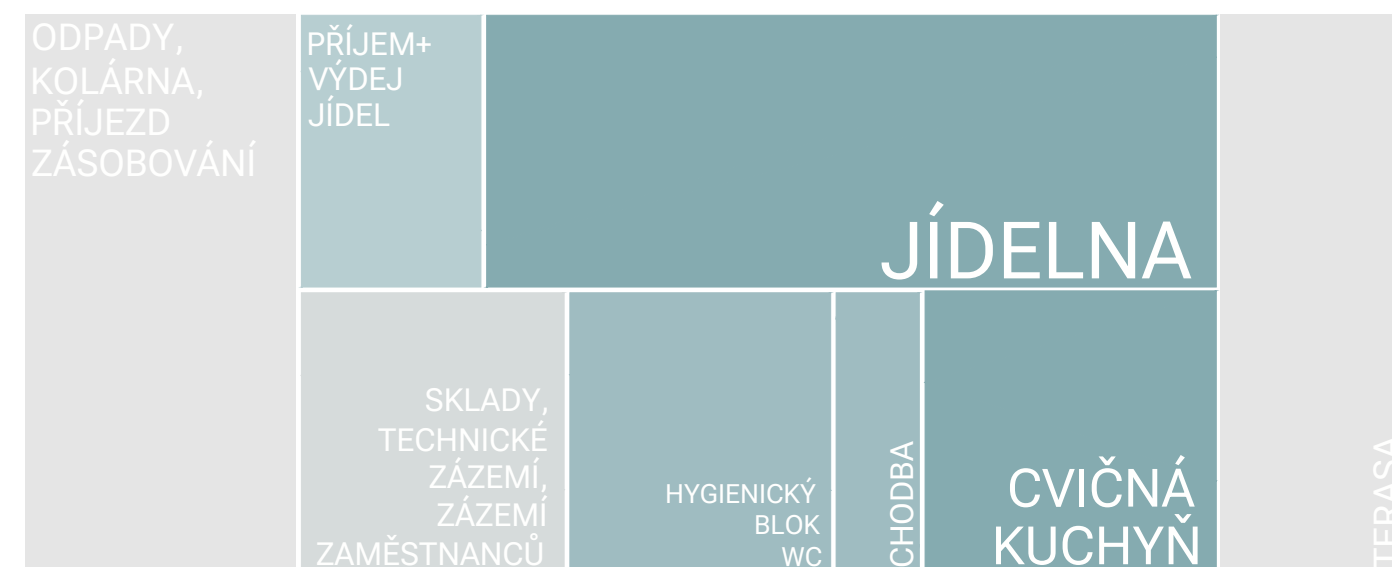 ODPADY,
KOLÁRNA,
PŘÍJEZD
ZÁSOBOVÁNÍ
PŘÍJEM+
VÝDEJ
JÍDEL
JÍDELNA
SKLADY,
TECHNICKÉ
ZÁZEMÍ,
ZÁZEMÍ
ZAMĚSTNANCŮ
HYGIENICKÝ
BLOK
WC
CHODBA
CVIČNÁ
KUCHYŇ
TERASA